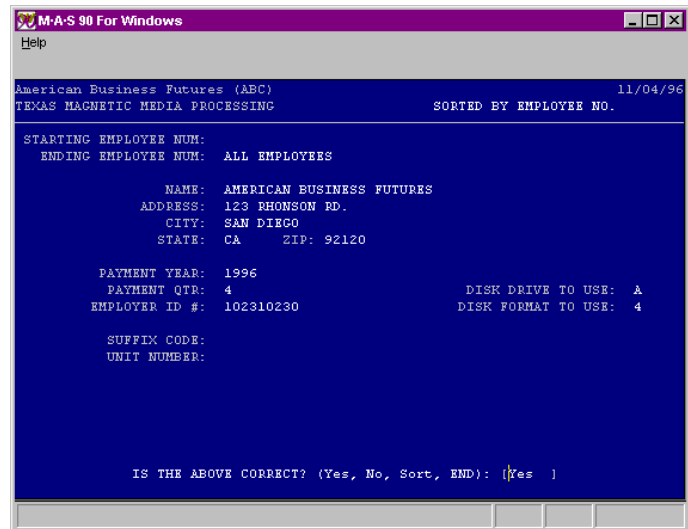 M·A·S 90 For Windows
Help
American Business Futures (ABC) 11/04/96
TEXAS MAGNETIC MEDIA PROCESSING SORTED BY EMPLOYEE NO.
STARTING EMPLOYEE NUM:
ENDING EMPLOYEE NUM: ALL EMPLOYEES
NAME: AMERICAN BUSINESS FUTURES
ADDRESS: 123 RHONSON RD.
CITY: SAN DIEGO
STATE: CA ZIP: 92120
PAYMENT YEAR: 1996
PAYMENT QTR: 4 DISK DRIVE TO USE: A
EMPLOYER ID #: 102310230 DISK FORMAT TO USE: 4
SUFFIX CODE:
UNIT NUMBER:
IS THE ABOVE CORRECT? (Yes, No, Sort, END): [Yes ]